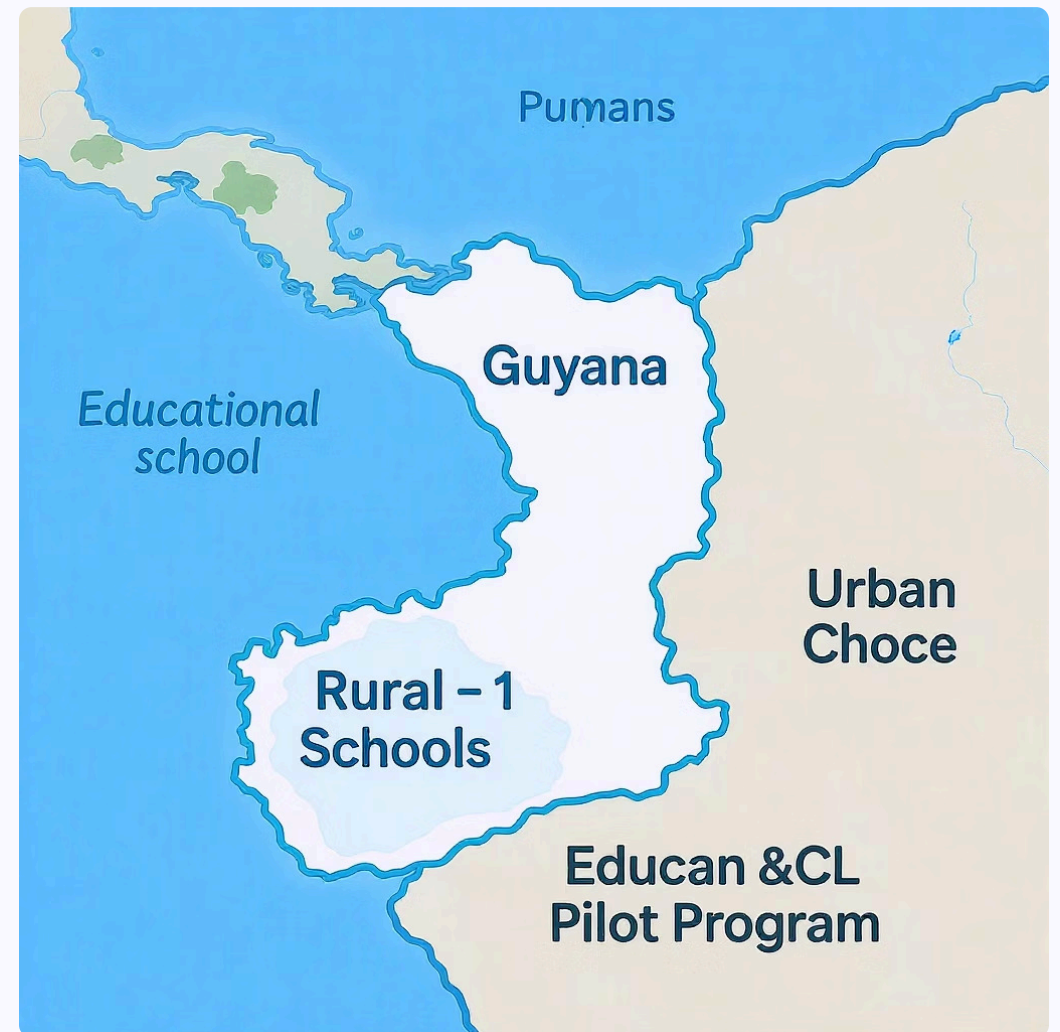 Pumans
Guyana
Educational
school
Urban
Choce
Rural – 1
Schools
Educan &CL
Pilot Program